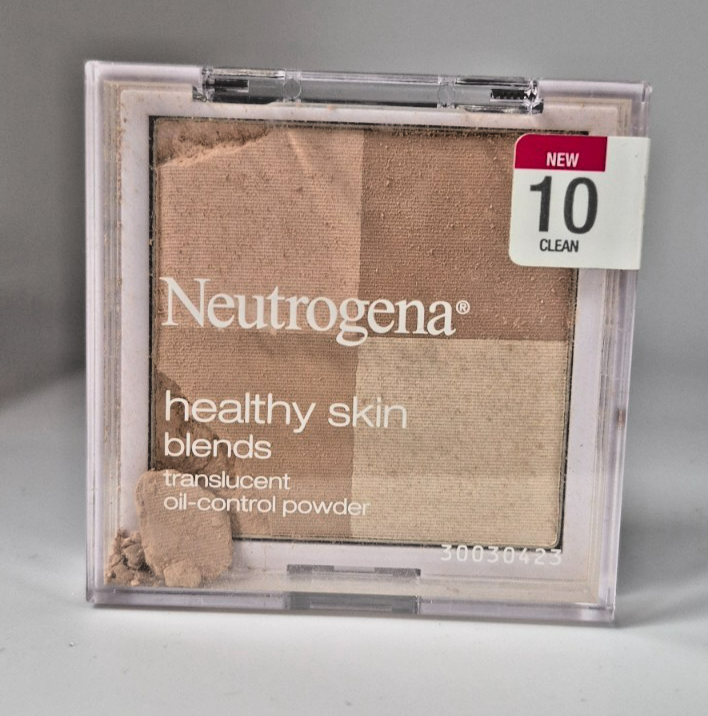 NEW
10
CLEAN
Neutrogena®
healthy skin
blends
translucent
oil-control powder
30030423